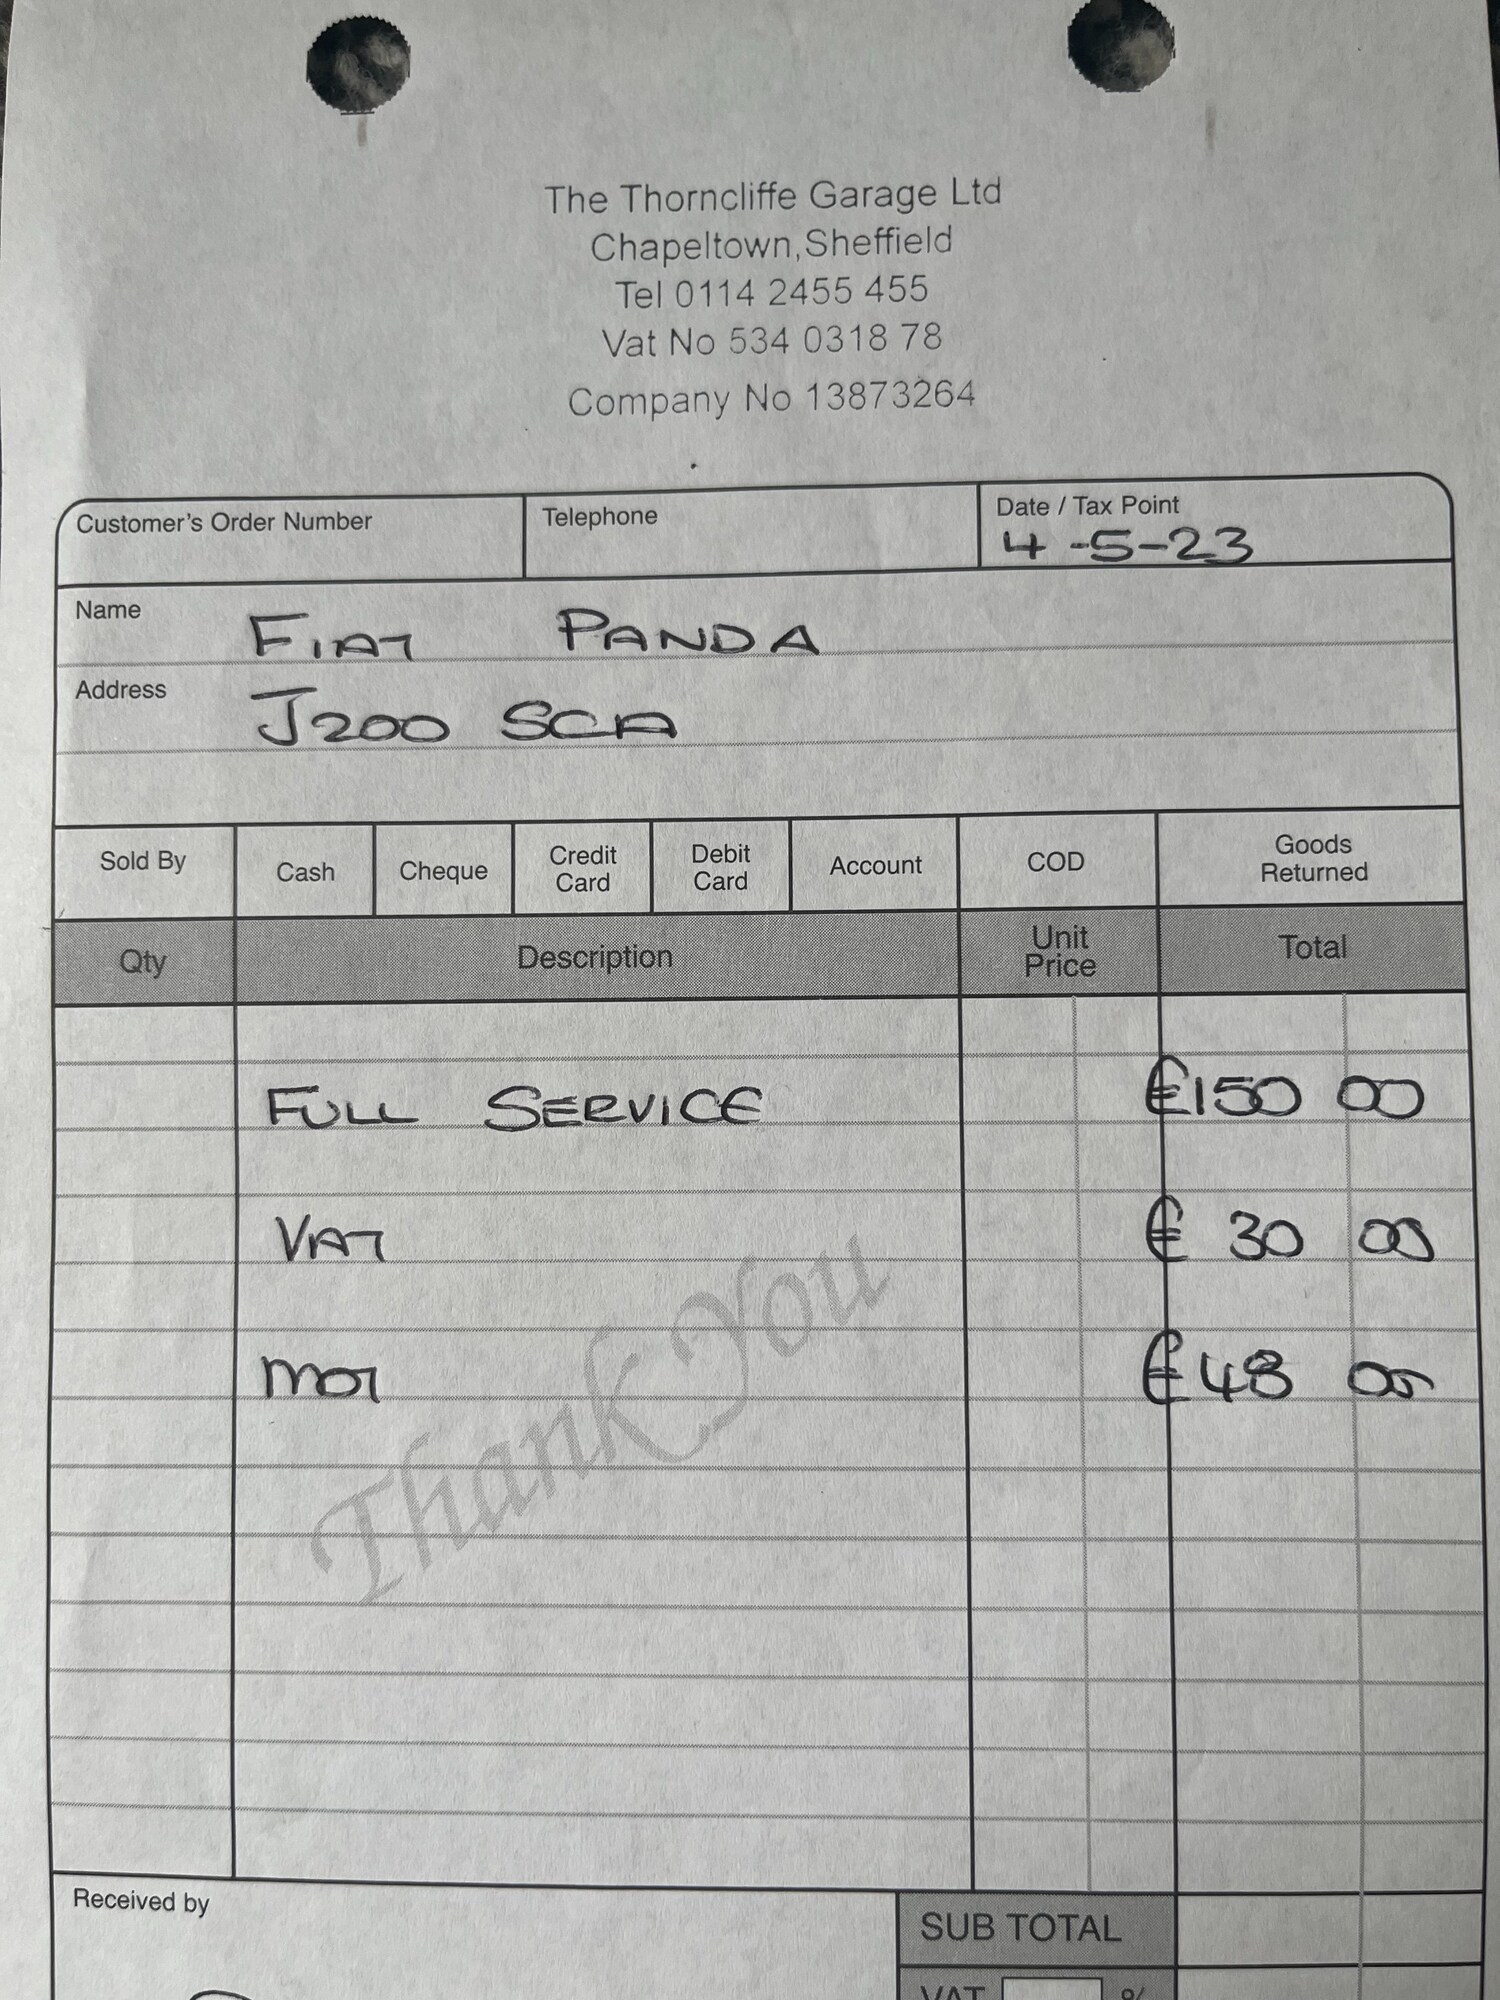 The Thorncliffe Garage Ltd
Chapeltown, Sheffield
Tel 0114 2455 455
Vat No 534 0318 78
Company No 13873264
Customer's Order Number Telephone Date / Tax Point
4-5-23
Name FIAT PANDA
Address J200 SCA
Sold By Cash Cheque Credit Card Debit Card Account COD Goods Returned
Qty Description Unit Price Total
FULL SERVICE £150 00
VAT £ 30 00
MOT £48 00
Thank You
Received by SUB TOTAL
VAT %